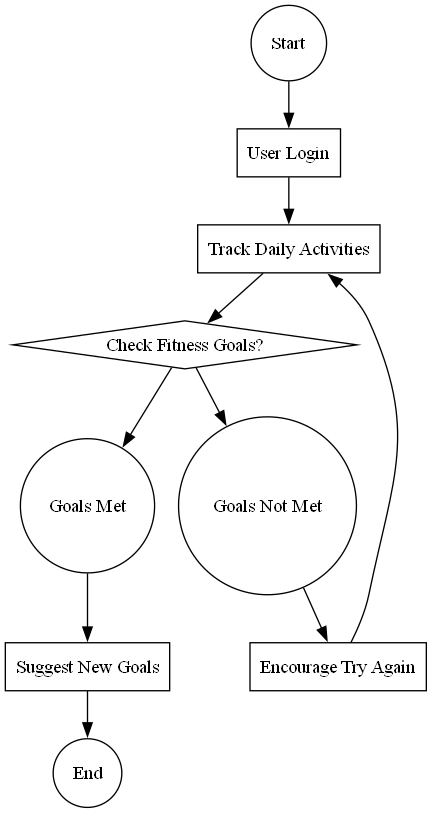 Start
User Login
Track Daily Activities
Check Fitness Goals?
Goals Met
Goals Not Met
Suggest New Goals
Encourage Try Again
End